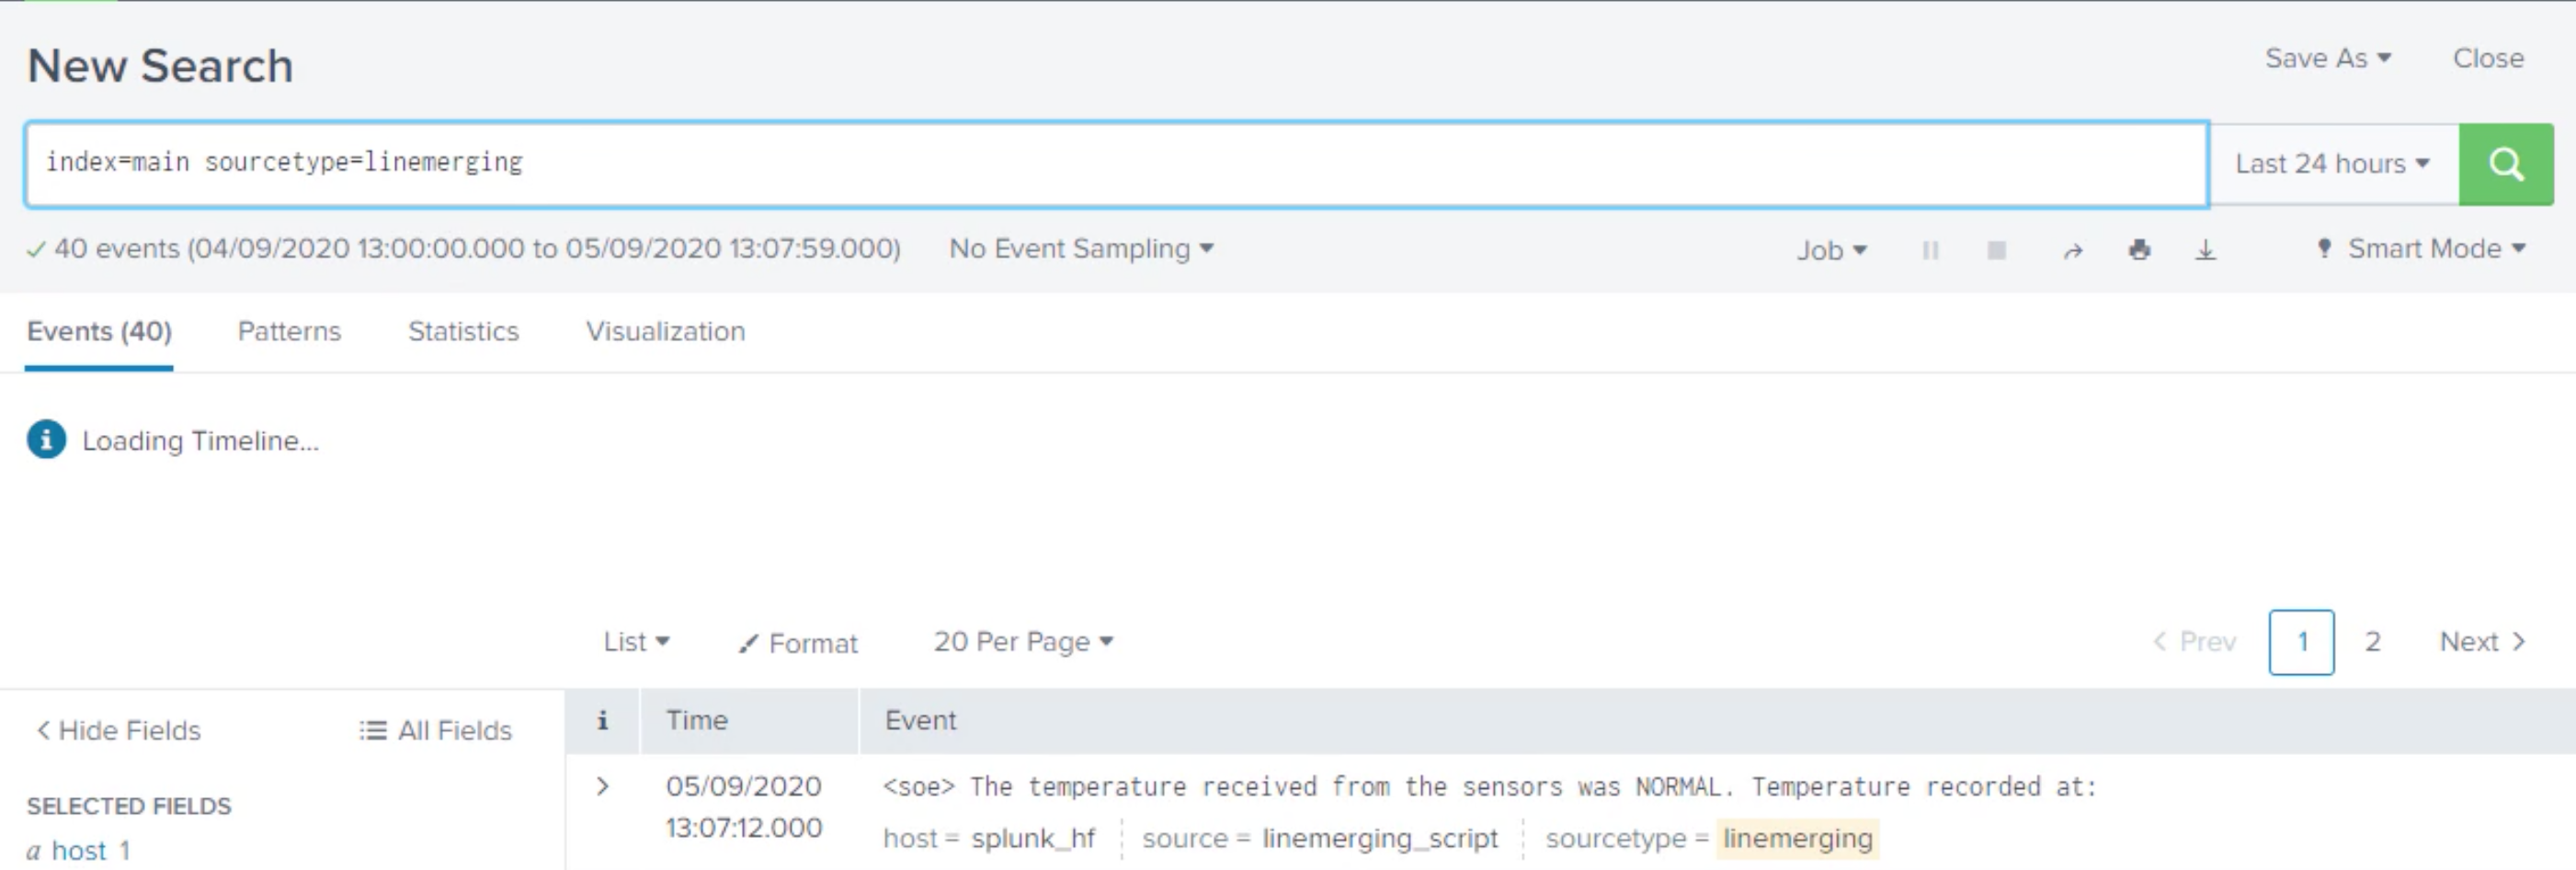 New Search
Save As Close
index=main sourcetype=linemerging
Last 24 hours
40 events (04/09/2020 13:00:00.000 to 05/09/2020 13:07:59.000) No Event Sampling
Job Smart Mode
Events (40) Patterns Statistics Visualization
i Loading Timeline...
List Format 20 Per Page
< Prev 1 2 Next >
< Hide Fields All Fields
i Time Event
SELECTED FIELDS
a host 1
> 05/09/2020
13:07:12.000
<soe> The temperature received from the sensors was NORMAL. Temperature recorded at:
host = splunk_hf source = linemerging_script sourcetype = linemerging